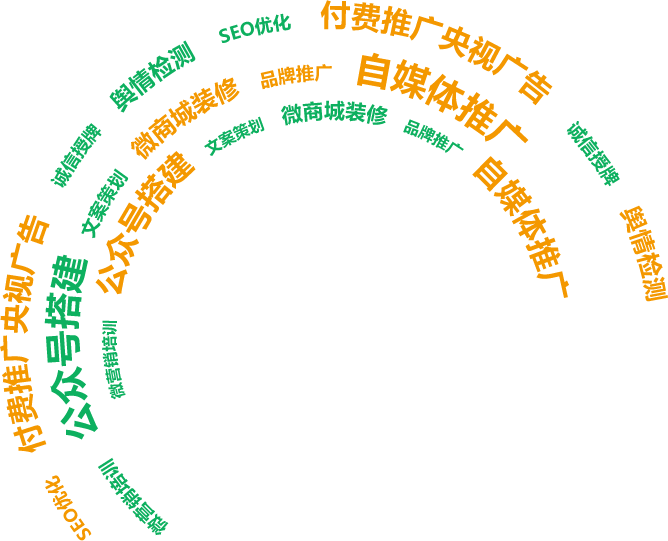 付费推广央视广告
SEO优化
舆情检测
自媒体推广
品牌推广
微商城装修
微商城装修
品牌推广
文案策划
诚信授牌
诚信授牌
公众号搭建
自媒体推广
文案策划
舆情检测
付费推广央视广告
公众号搭建
微营销培训
微营销培训
SEO优化